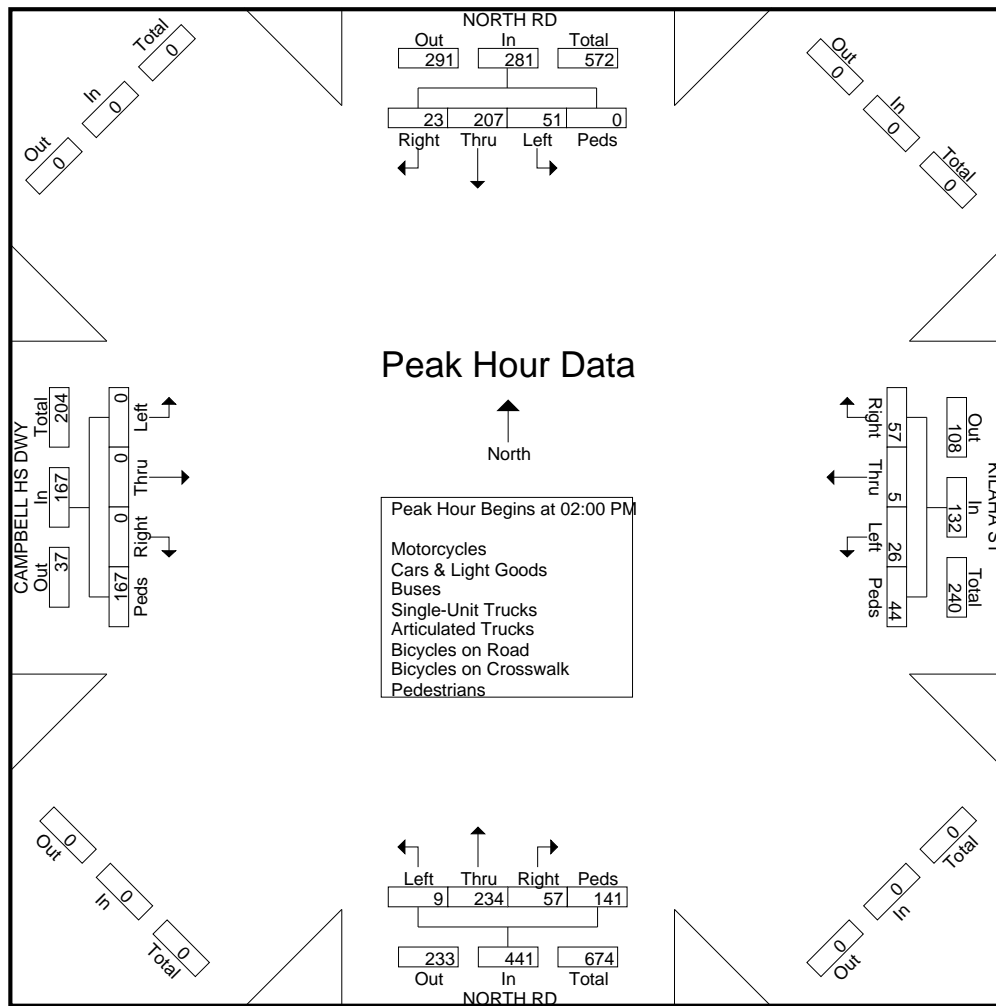 NORTH RD
Out In Total
291 281 572
23 207 51 0
Right Thru Left Peds
Total
0
In
0
Out
0
Out
0
In
0
Total
0
Peak Hour Data
North
CAMPBELL HS DWY
Total In Out
204 167 37
0 0 0 167
Left Thru Right Peds
Right Thru Left Peds
57 5 26 44
Out In Total
108 132 240
KILAHA ST
Peak Hour Begins at 02:00 PM
Motorcycles
Cars & Light Goods
Buses
Single-Unit Trucks
Articulated Trucks
Bicycles on Road
Bicycles on Crosswalk
Pedestrians
0
Out
0
In
0
Total
0
Total
0
In
0
Out
Left Thru Right Peds
9 234 57 141
233 441 674
Out In Total
NORTH RD